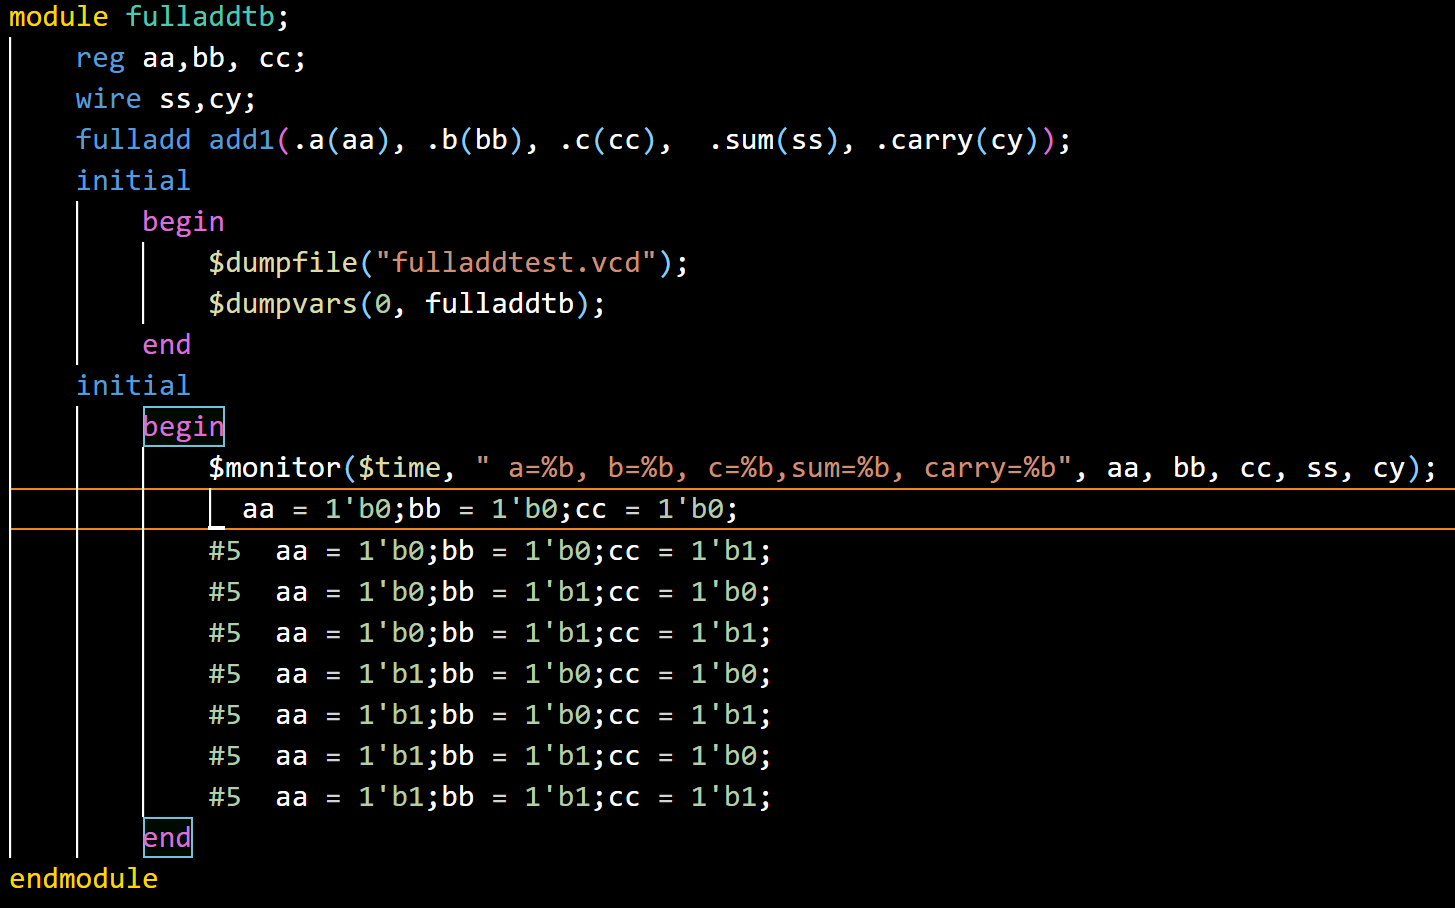 module fulladdtb;
    reg aa,bb, cc;
    wire ss,cy;
    fulladd add1(.a(aa), .b(bb), .c(cc),  .sum(ss), .carry(cy));
    initial
        begin
            $dumpfile("fulladdtest.vcd");
            $dumpvars(0, fulladdtb);
        end
    initial
        begin
            $monitor($time, " a=%b, b=%b, c=%b,sum=%b, carry=%b", aa, bb, cc, ss, cy);
              aa = 1'b0;bb = 1'b0;cc = 1'b0;
            #5  aa = 1'b0;bb = 1'b0;cc = 1'b1;
            #5  aa = 1'b0;bb = 1'b1;cc = 1'b0;
            #5  aa = 1'b0;bb = 1'b1;cc = 1'b1;
            #5  aa = 1'b1;bb = 1'b0;cc = 1'b0;
            #5  aa = 1'b1;bb = 1'b0;cc = 1'b1;
            #5  aa = 1'b1;bb = 1'b1;cc = 1'b0;
            #5  aa = 1'b1;bb = 1'b1;cc = 1'b1;
        end
endmodule